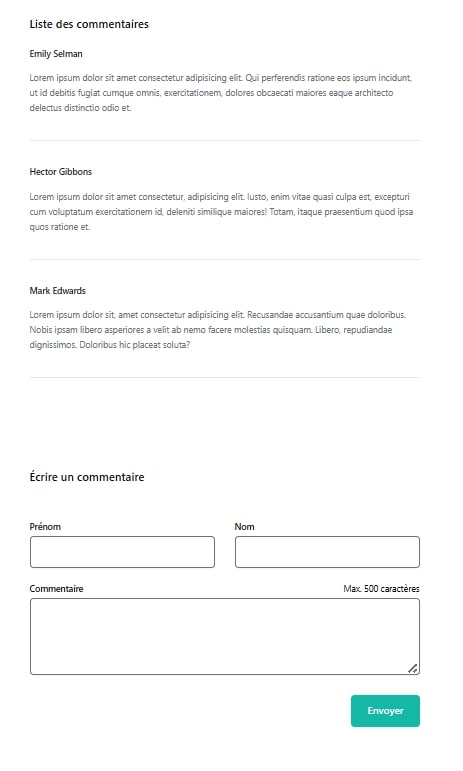 Liste des commentaires
Emily Selman
Lorem ipsum dolor sit amet consectetur adipisicing elit. Qui perferendis ratione eos ipsum incidunt,
ut id debitis fugiat cumque omnis, exercitationem, dolores obcaecati maiores eaque architecto
delectus distinctio odio et.
Hector Gibbons
Lorem ipsum dolor sit amet consectetur, adipisicing elit. Iusto, enim vitae quasi culpa est, excepturi
cum voluptatum exercitationem id, deleniti similique maiores! Totam, itaque praesentium quod ipsa
quos ratione et.
Mark Edwards
Lorem ipsum dolor sit, amet consectetur adipisicing elit. Recusandae accusantium quae doloribus.
Nobis ipsam libero asperiores a velit ab nemo facere molestias quisquam. Libero, repudiandae
dignissimos. Doloribus hic placeat soluta?
Écrire un commentaire
Prénom Nom
Commentaire Max. 500 caractères
Envoyer